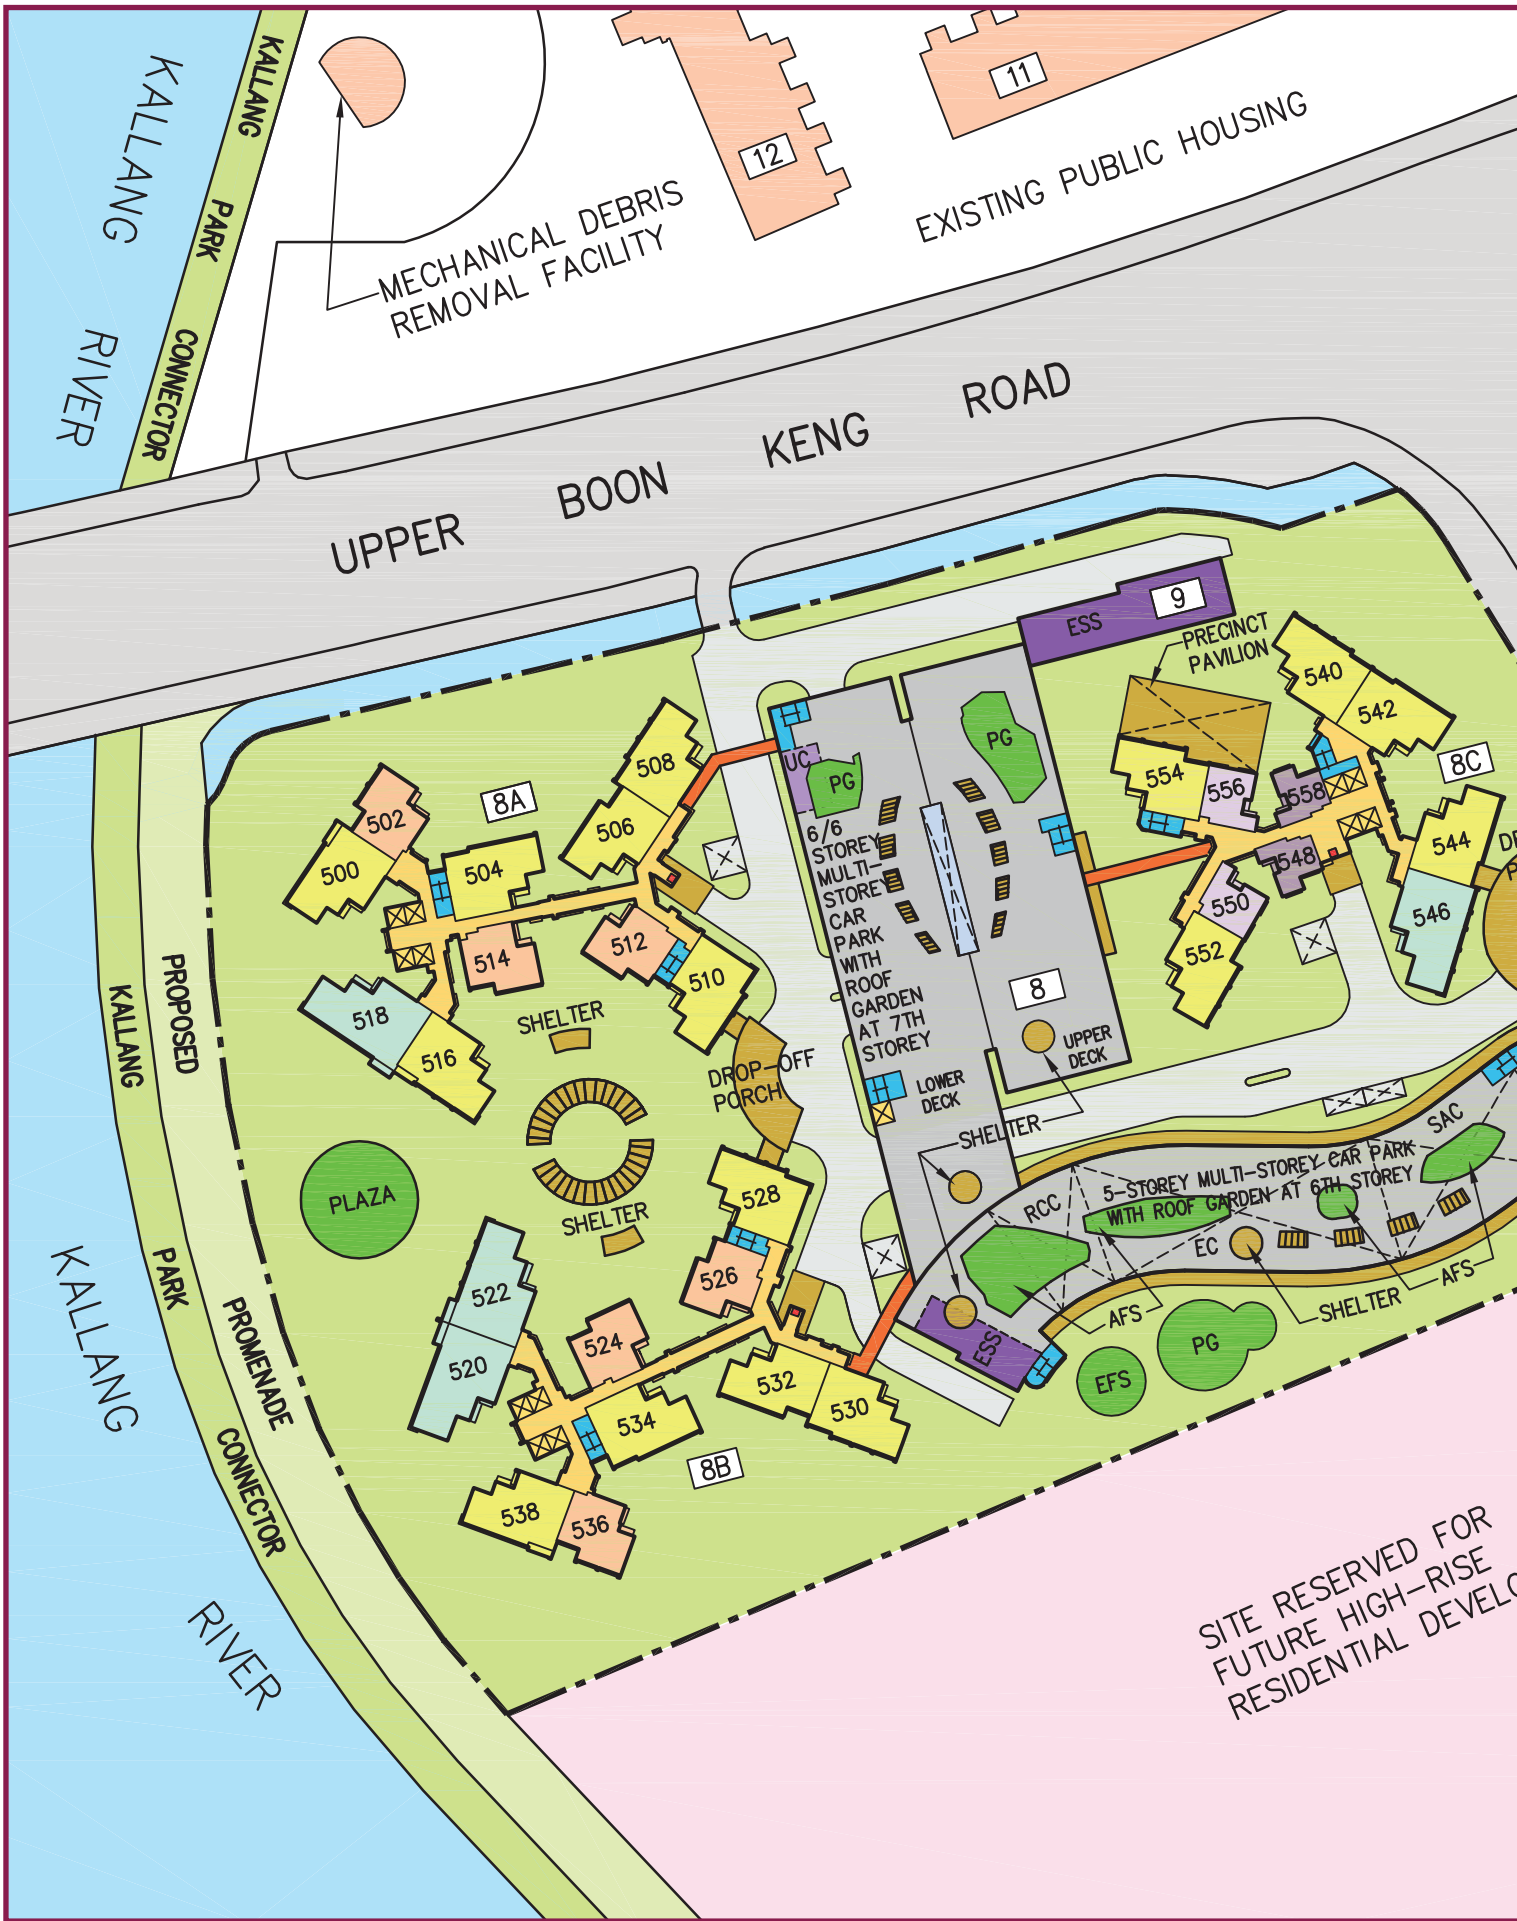 KALLANG
RIVER
KALLANG
PARK
CONNECTOR
12
11
MECHANICAL DEBRIS
REMOVAL FACILITY
EXISTING PUBLIC HOUSING
UPPER BOON KENG ROAD
ESS
9
PRECINCT
PAVILION
540
542
8C
554
556
558
548
544
546
550
552
508
506
8A
502
500
504
514
512
510
518
516
SHELTER
UC
PG
PG
6/6
STOREY
MULTI-
STOREY
CAR
PARK
WITH
ROOF
GARDEN
AT 7TH
STOREY
8
UPPER
DECK
LOWER
DECK
SHELTER
DROP-OFF
PORCH
PLAZA
SHELTER
528
526
522
520
524
532
530
534
8B
538
536
KALLANG
PROPOSED
PARK
PROMENADE
CONNECTOR
KALLANG
RIVER
SAC
5-STOREY MULTI-STOREY CAR PARK
WITH ROOF GARDEN AT 6TH STOREY
RCC
EC
AFS
SHELTER
AFS
ESS
PG
EFS
SITE RESERVED FOR
FUTURE HIGH-RISE
RESIDENTIAL